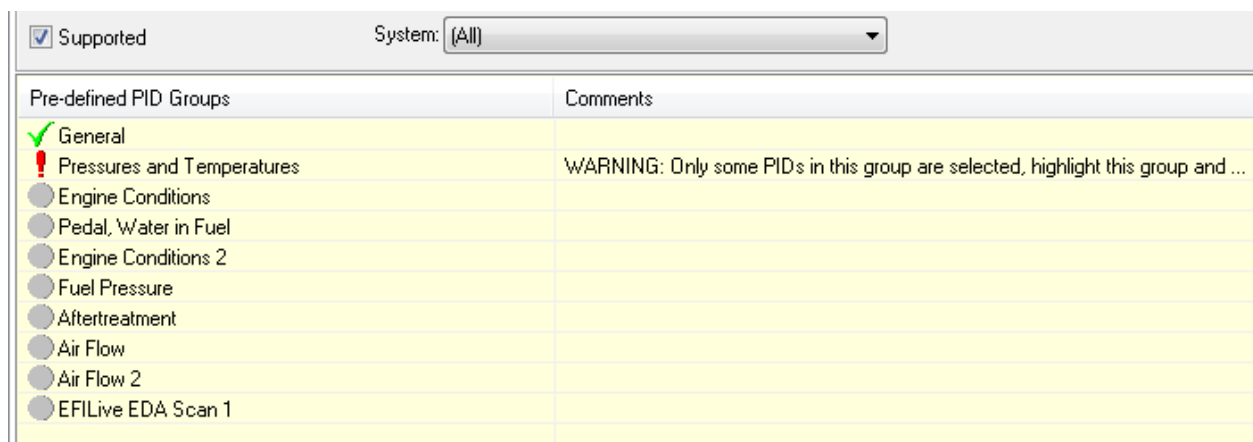 Supported System: (All)
Pre-defined PID Groups Comments
General
Pressures and Temperatures WARNING: Only some PIDs in this group are selected, highlight this group and ...
Engine Conditions
Pedal, Water in Fuel
Engine Conditions 2
Fuel Pressure
Aftertreatment
Air Flow
Air Flow 2
EFILive EDA Scan 1